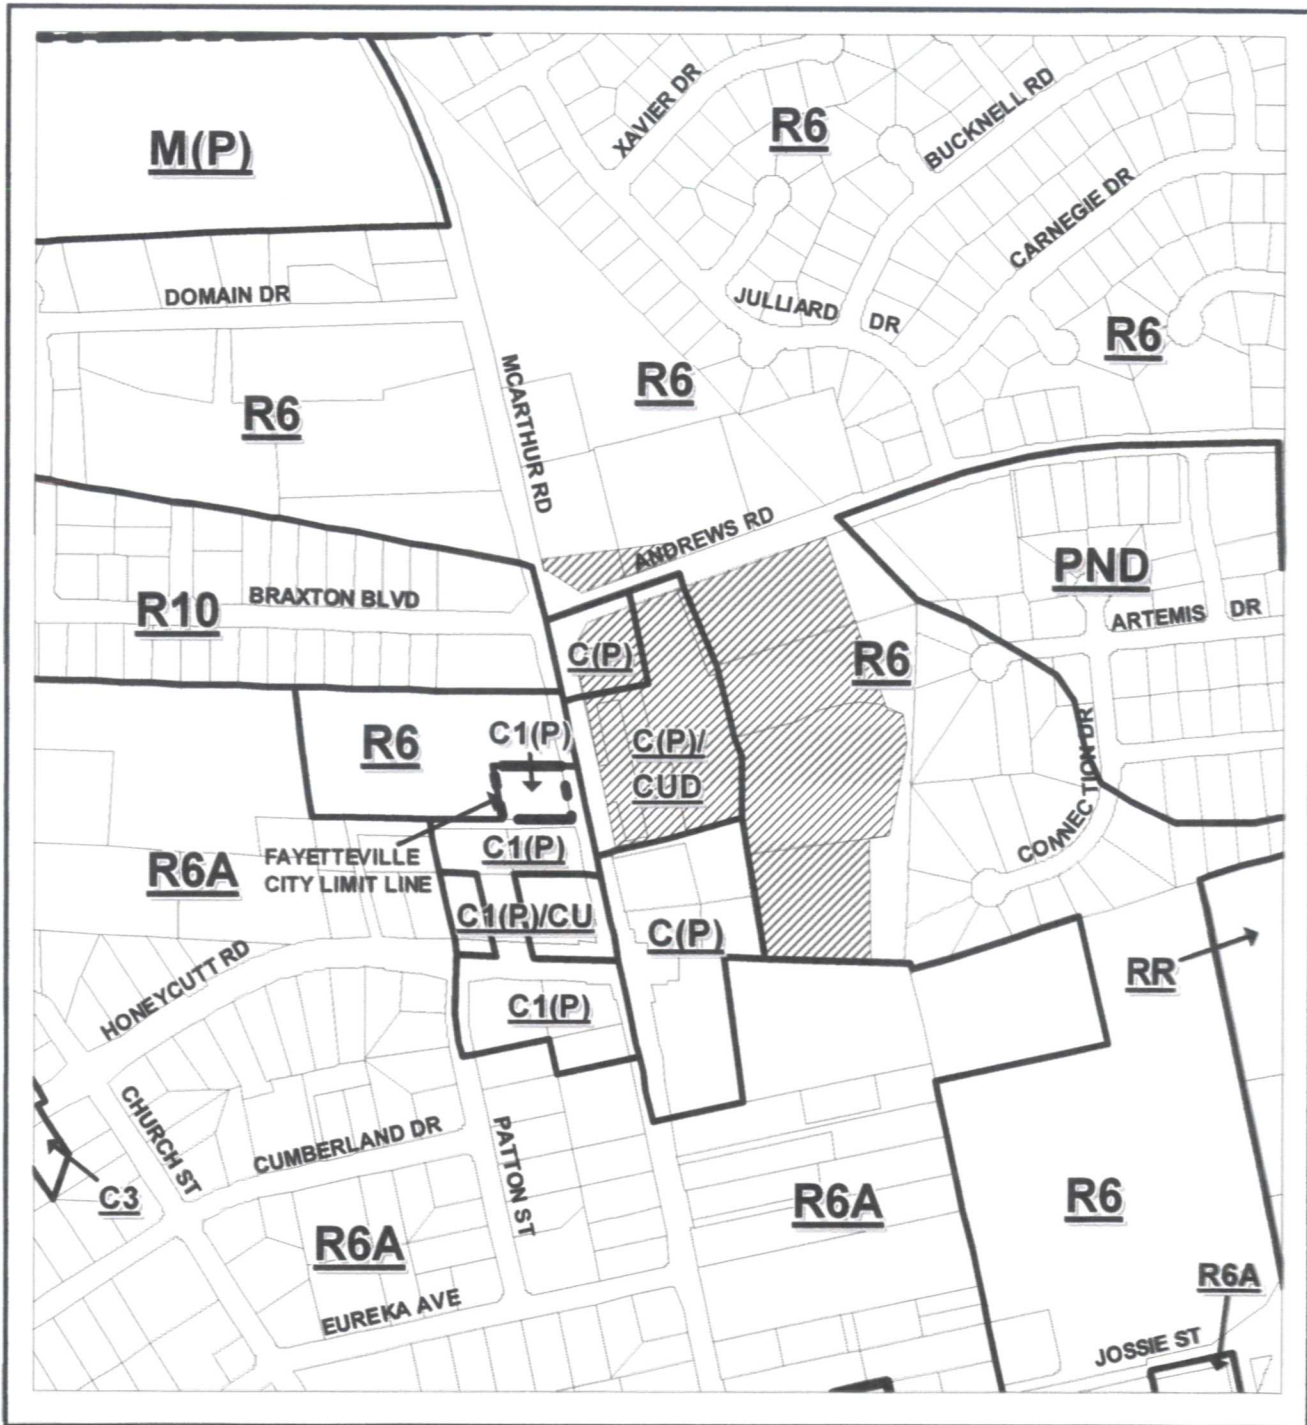 XAVIER DR
R6
BUCKNELL RD
M(P)
CARNEGIE DR
DOMAIN DR
JULLIARD DR
R6
R6
R6
MCARTHUR RD
ANDREWS RD
PND
BRAXTON BLVD
R10
ARTEMIS DR
C(P)
R6
R6
C1(P)
C(P)/
CUD
CONNECTION DR
C1(P)
R6A
FAYETTEVILLE
CITY LIMIT LINE
C1(P)/CU
C(P)
RR
HONEYCUTT RD
C1(P)
CHURCH ST
CUMBERLAND DR
PATTON ST
C3
R6A
R6
R6A
R6A
EUREKA AVE
JOSSIE ST